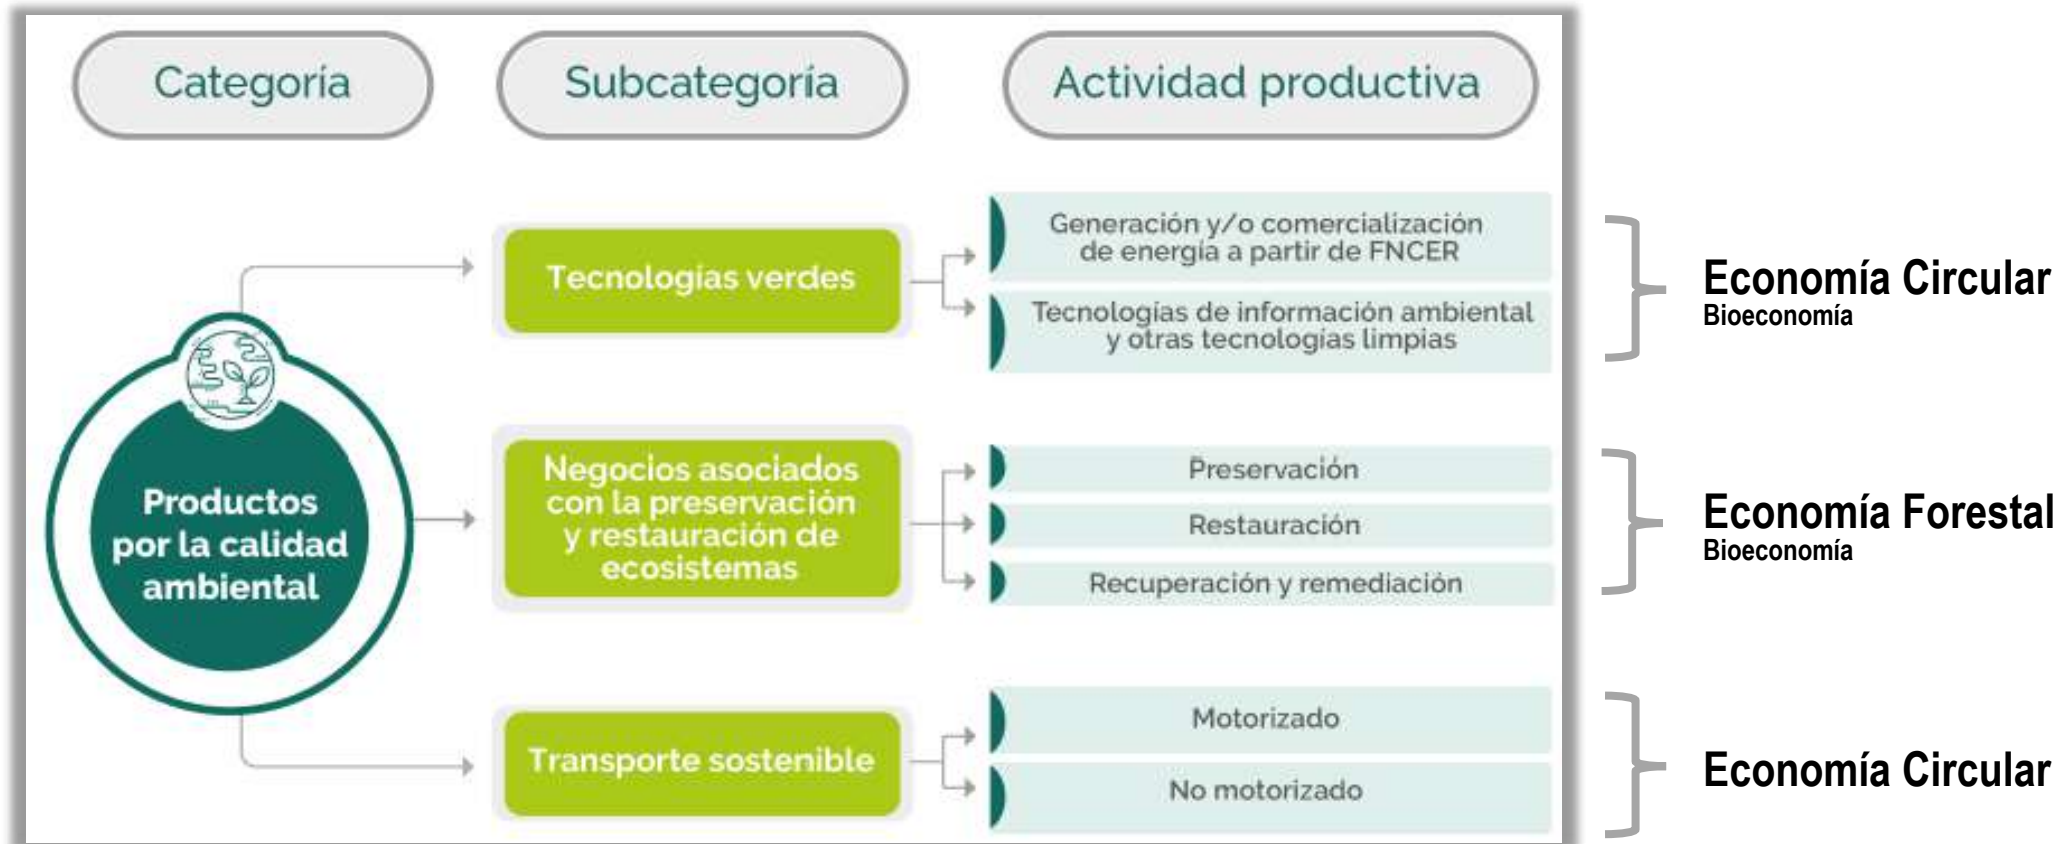 Categoría
Subcategoría
Actividad productiva
Productos
por la calidad
ambiental
Tecnologías verdes
Generación y/o comercialización
de energía a partir de FNCER
Tecnologías de información ambiental
y otras tecnologías limpias
Economía Circular
Bioeconomía
Negocios asociados
con la preservación
y restauración de
ecosistemas
Preservación
Restauración
Recuperación y remediación
Economía Forestal
Bioeconomía
Transporte sostenible
Motorizado
No motorizado
Economía Circular